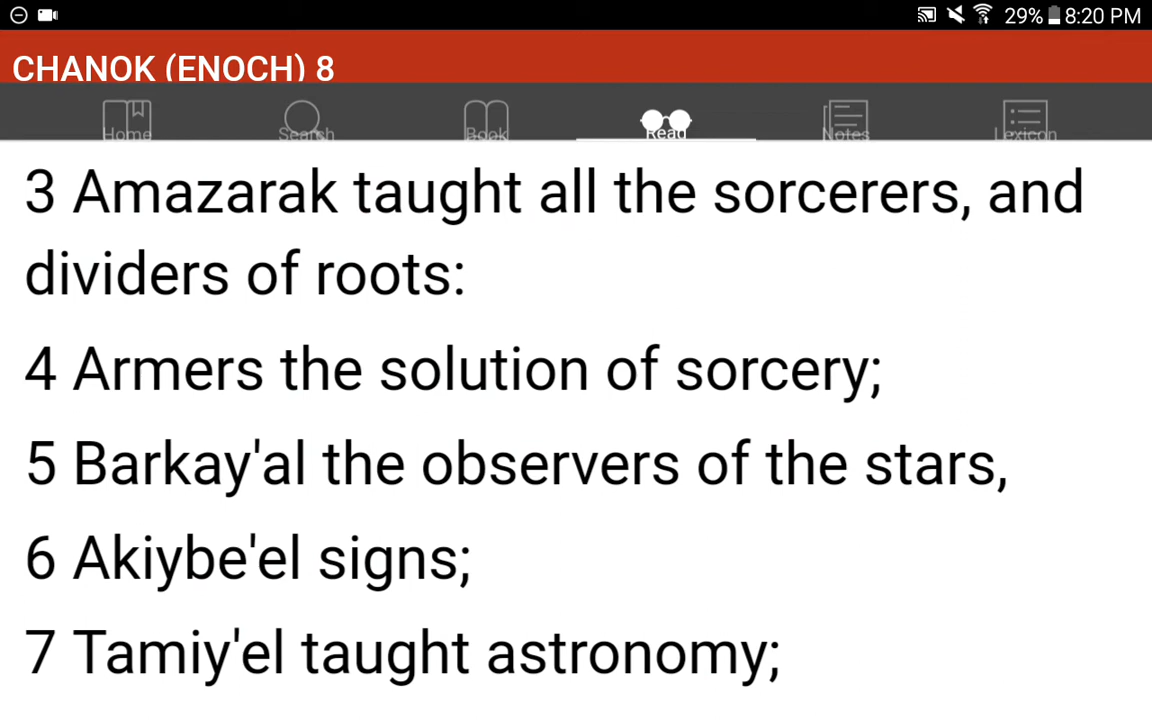 29% 8:20 PM
CHANOK (ENOCH) 8
Home Search Book Read Notes Lexicon
3 Amazarak taught all the sorcerers, and
dividers of roots:
4 Armers the solution of sorcery;
5 Barkay'al the observers of the stars,
6 Akiybe'el signs;
7 Tamiy'el taught astronomy;